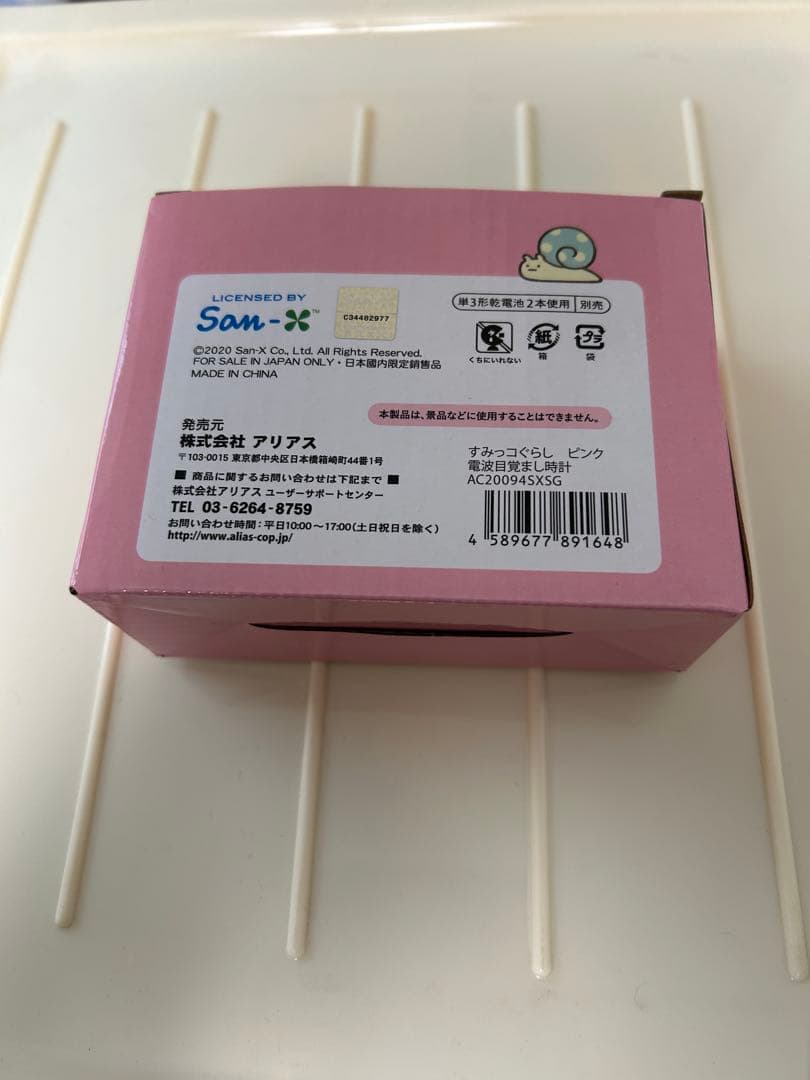 LICENSED BY
San-X™
C34482977
単3形乾電池2本使用 別売
くちにいれない
紙
箱
プラ
袋
©2020 San-X Co., Ltd. All Rights Reserved.
FOR SALE IN JAPAN ONLY・日本國内限定銷售品
MADE IN CHINA
本製品は、景品などに使用することはできません。
発売元
株式会社 アリアス
〒103-0015 東京都中央区日本橋箱崎町44番1号
■ 商品に関するお問い合わせは下記まで ■
株式会社アリアス ユーザーサポートセンター
TEL 03-6264-8759
お問い合わせ時間：平日10:00～17:00(土日祝日を除く)
http://www.alias-cop.jp/
すみっコぐらし ピンク
電波目覚まし時計
AC20094SXSG
4 589677 891648